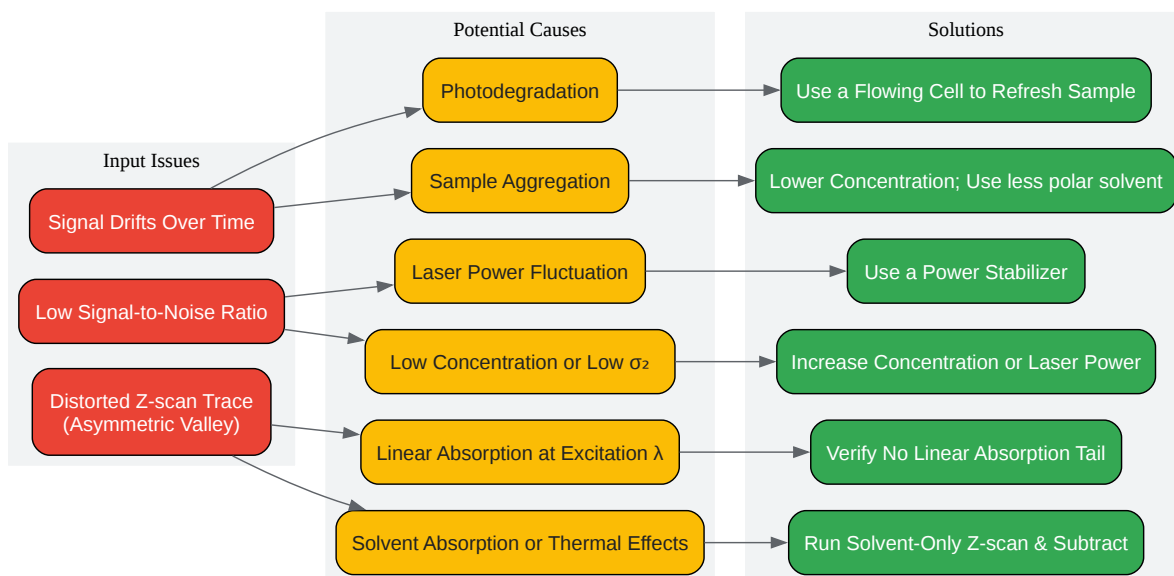 Input Issues
Signal Drifts Over Time
Low Signal-to-Noise Ratio
Distorted Z-scan Trace
(Asymmetric Valley)
Potential Causes
Photodegradation
Sample Aggregation
Laser Power Fluctuation
Low Concentration or Low σ₂
Linear Absorption at Excitation λ
Solvent Absorption or Thermal Effects
Solutions
Use a Flowing Cell to Refresh Sample
Lower Concentration; Use less polar solvent
Use a Power Stabilizer
Increase Concentration or Laser Power
Verify No Linear Absorption Tail
Run Solvent-Only Z-scan & Subtract